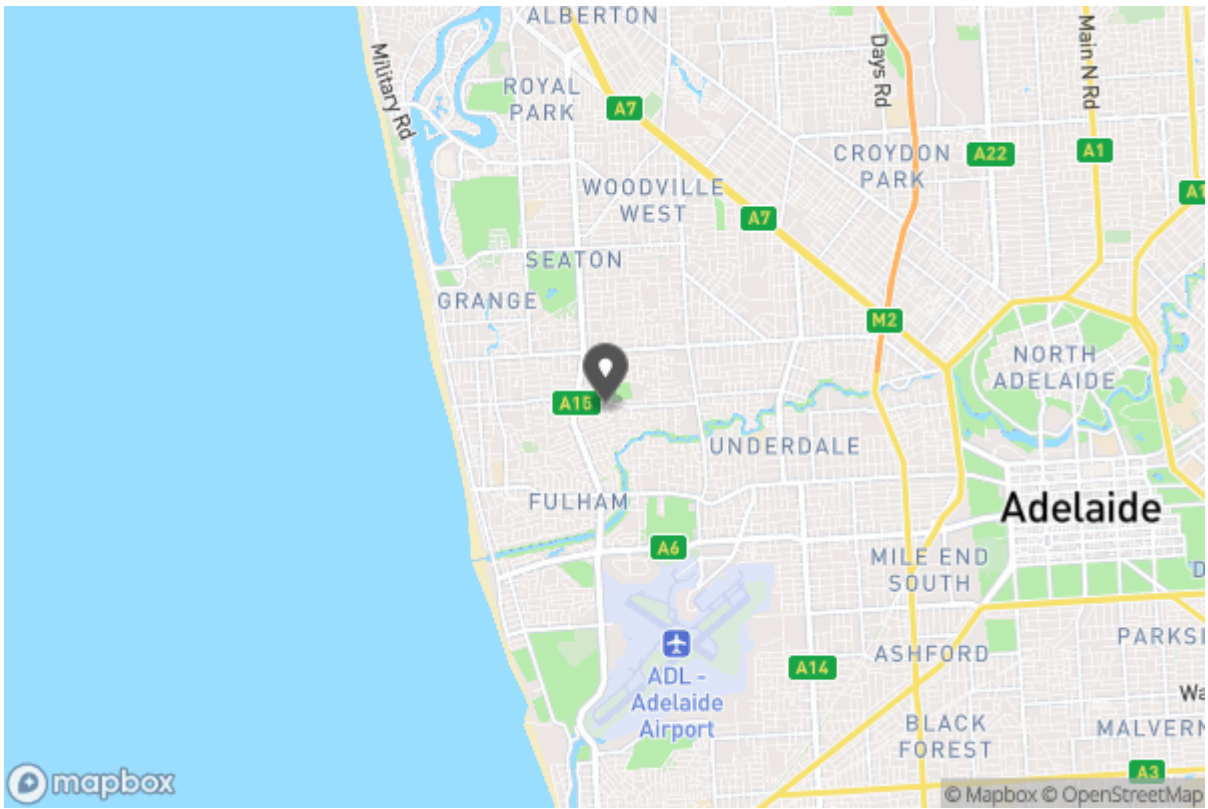 ALBERTON
Military Rd
Days Rd
Main N Rd
ROYAL
PARK
A7
CROYDON
PARK
A22
A1
WOODVILLE
WEST
A1
A7
SEATON
GRANGE
M2
NORTH
ADELAIDE
A15
UNDERDALE
FULHAM
Adelaide
A6
MILE END
SOUTH
'D
PARKSI
ASHFORD
ADL -
Adelaide
Airport
A14
Wa
BLACK
FOREST
MALVERN
A3
mapbox
© Mapbox © OpenStreetMap